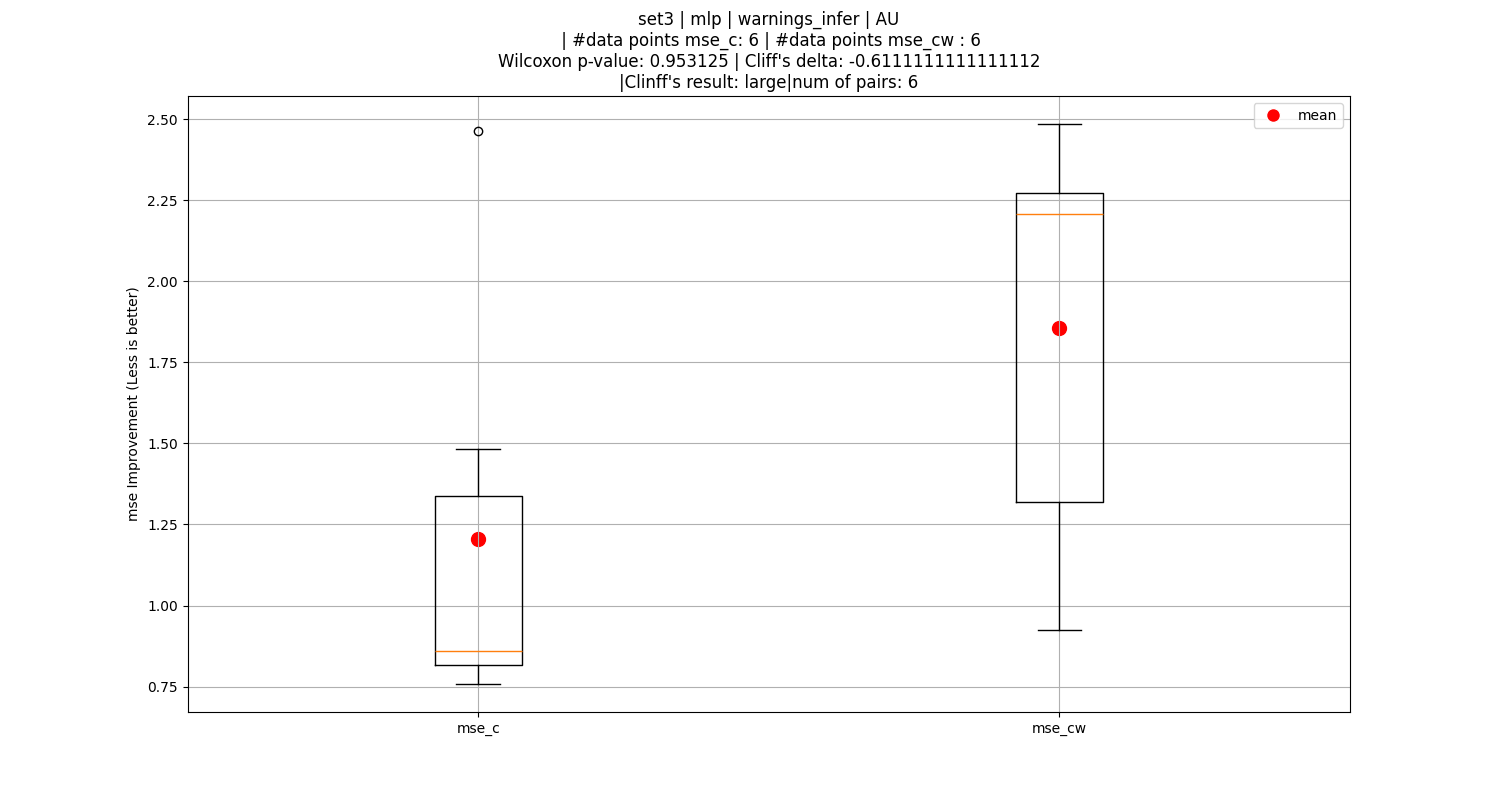 set3 | mlp | warnings_infer | AU
| #data points mse_c: 6 | #data points mse_cw : 6
Wilcoxon p-value: 0.953125 | Cliff's delta: -0.6111111111111112
|Clinff's result: large|num of pairs: 6
mean
mse Improvement (Less is better)
2.50
2.25
2.00
1.75
1.50
1.25
1.00
0.75
mse_c
mse_cw